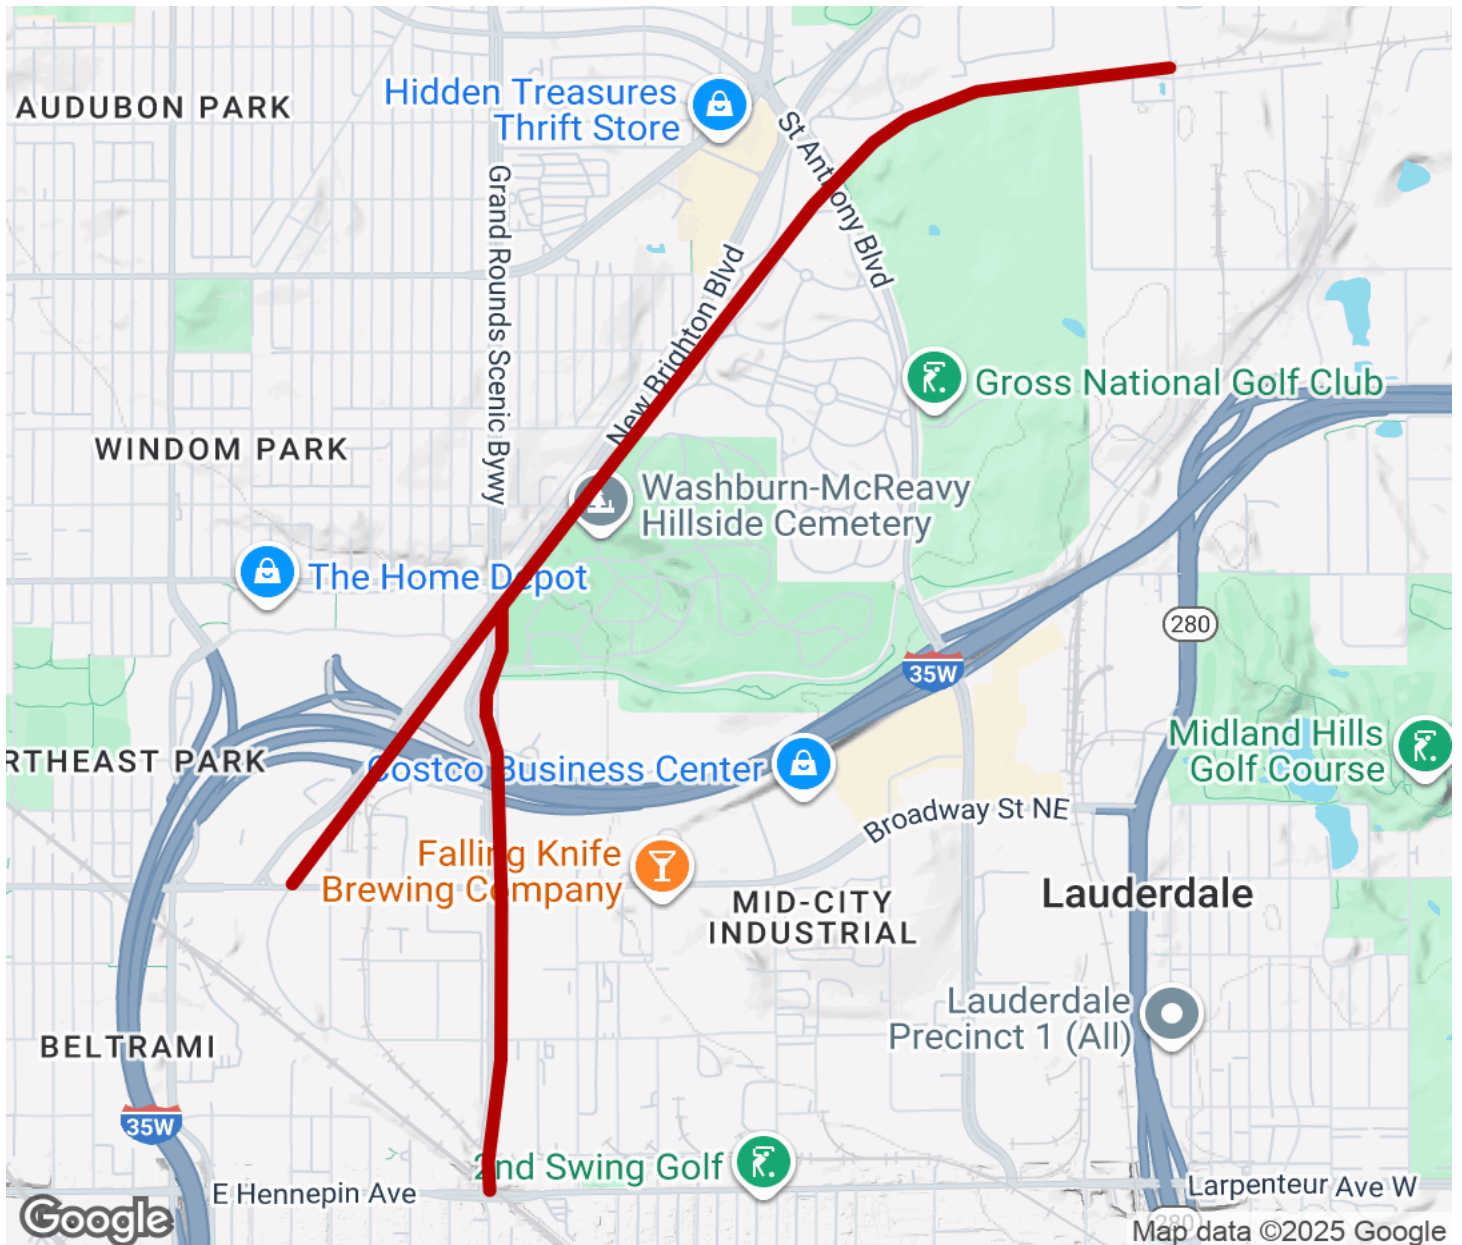 AUDUBON PARK
Hidden Treasures
Thrift Store
St Anthony Blvd
Grand Rounds Scenic Bywy
New Brighton Blvd
Gross National Golf Club
WINDOM PARK
Washburn-McReavy
Hillside Cemetery
The Home Depot
280
35W
Midland Hills
Golf Course
RTHEAST PARK
Costco Business Center
Broadway St NE
Falling Knife
Brewing Company
MID-CITY
INDUSTRIAL
Lauderdale
Lauderdale
Precinct 1 (All)
BELTRAMI
35W
2nd Swing Golf
E Hennepin Ave
Larpenteur Ave W
280
Google
Map data ©2025 Google